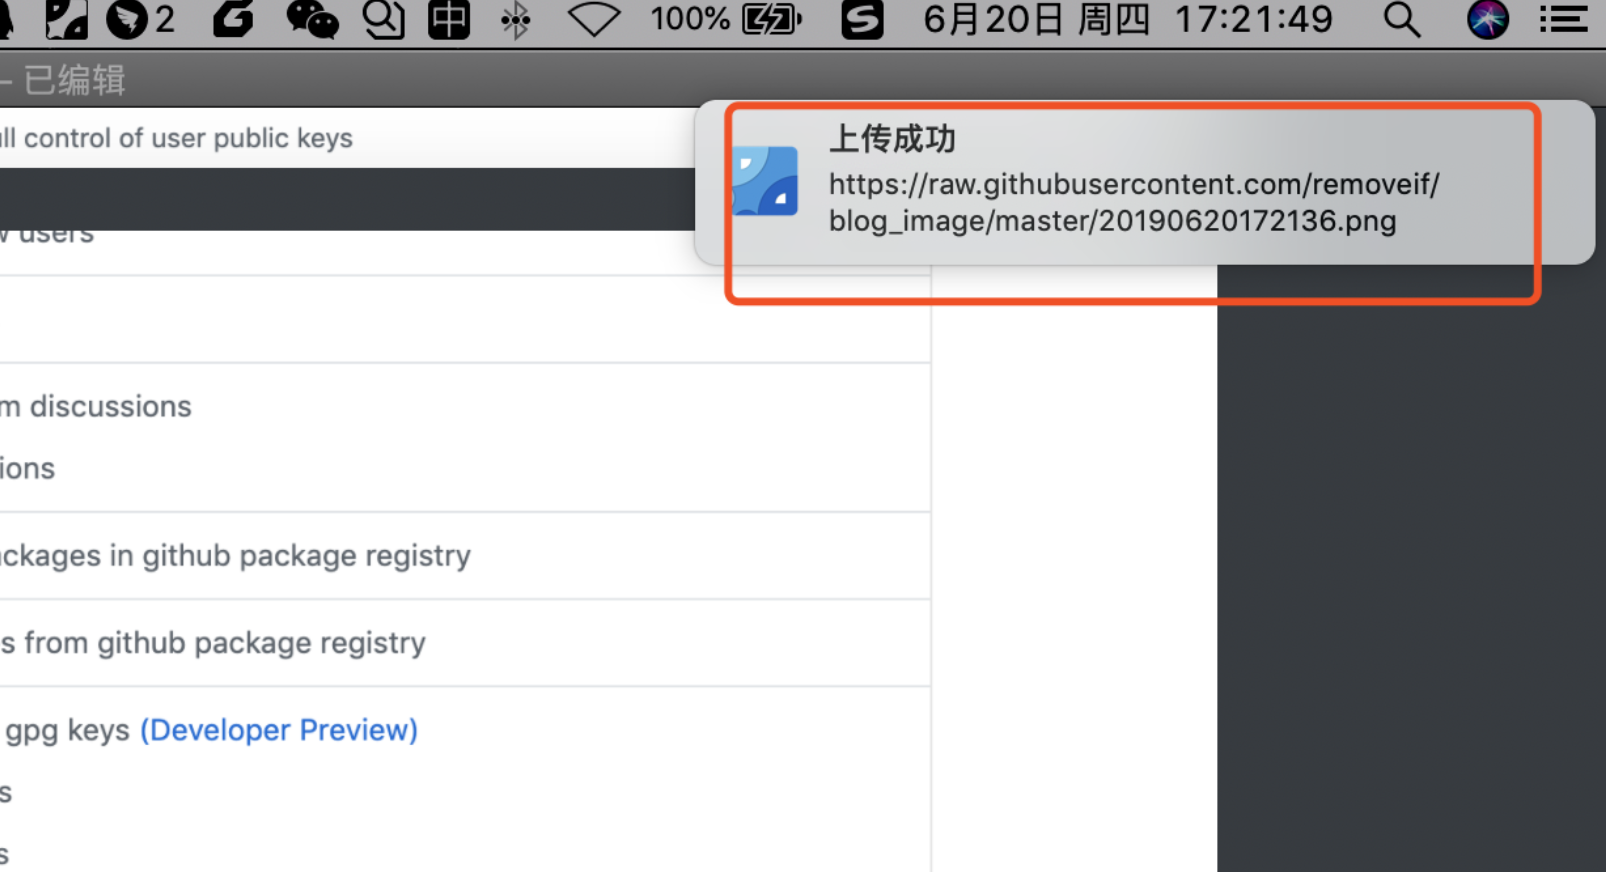 2 中 100% S 6月20日 周四 17:21:49
— 已编辑
ll control of user public keys
上传成功
https://raw.githubusercontent.com/removeif/
blog_image/master/20190620172136.png
users
m discussions
ions
ckages in github package registry
s from github package registry
gpg keys (Developer Preview)
s
s